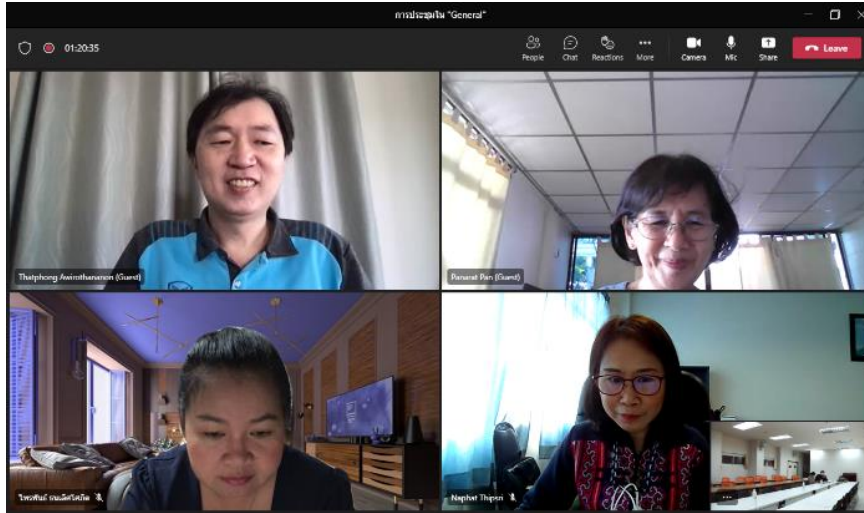 การประชุมใน "General"
01:20:35
People
Chat
Reactions
More
Camera
Mic
Share
Leave
Thatphong Awirothananon (Guest)
Panarat Pan (Guest)
Naphat Thipsri